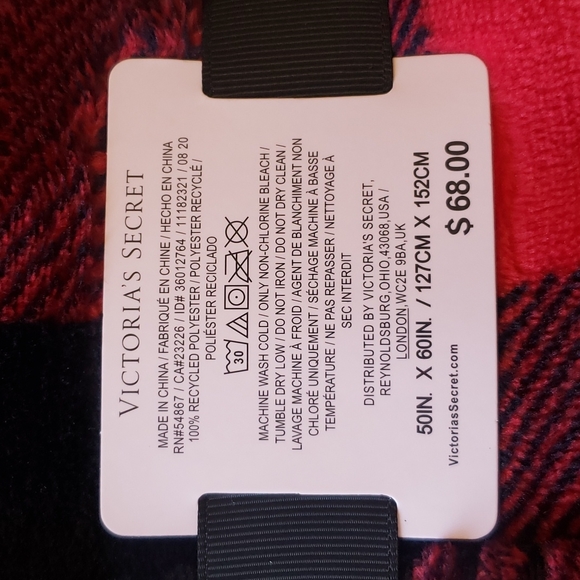 VICTORIA'S SECRET
MADE IN CHINA / FABRIQUÉ EN CHINE / HECHO EN CHINA
RN#54867 / CA#23226 / ID# 36012764 / 11182321 / 08 20
100% RECYCLED POLYESTER / POLYESTER RECYCLÉ /
POLIÉSTER RECICLADO
30
MACHINE WASH COLD / ONLY NON-CHLORINE BLEACH /
TUMBLE DRY LOW / DO NOT IRON / DO NOT DRY CLEAN /
LAVAGE MACHINE À FROID / AGENT DE BLANCHIMENT NON
CHLORÉ UNIQUEMENT / SÉCHAGE MACHINE À BASSE
TEMPÉRATURE / NE PAS REPASSER / NETTOYAGE À
SEC INTERDIT
DISTRIBUTED BY VICTORIA'S SECRET,
REYNOLDSBURG,OHIO,43068,USA /
LONDON,WC2E 9BA,UK
50IN. X 60IN. / 127CM X 152CM
VictoriasSecret.com
$ 68.00